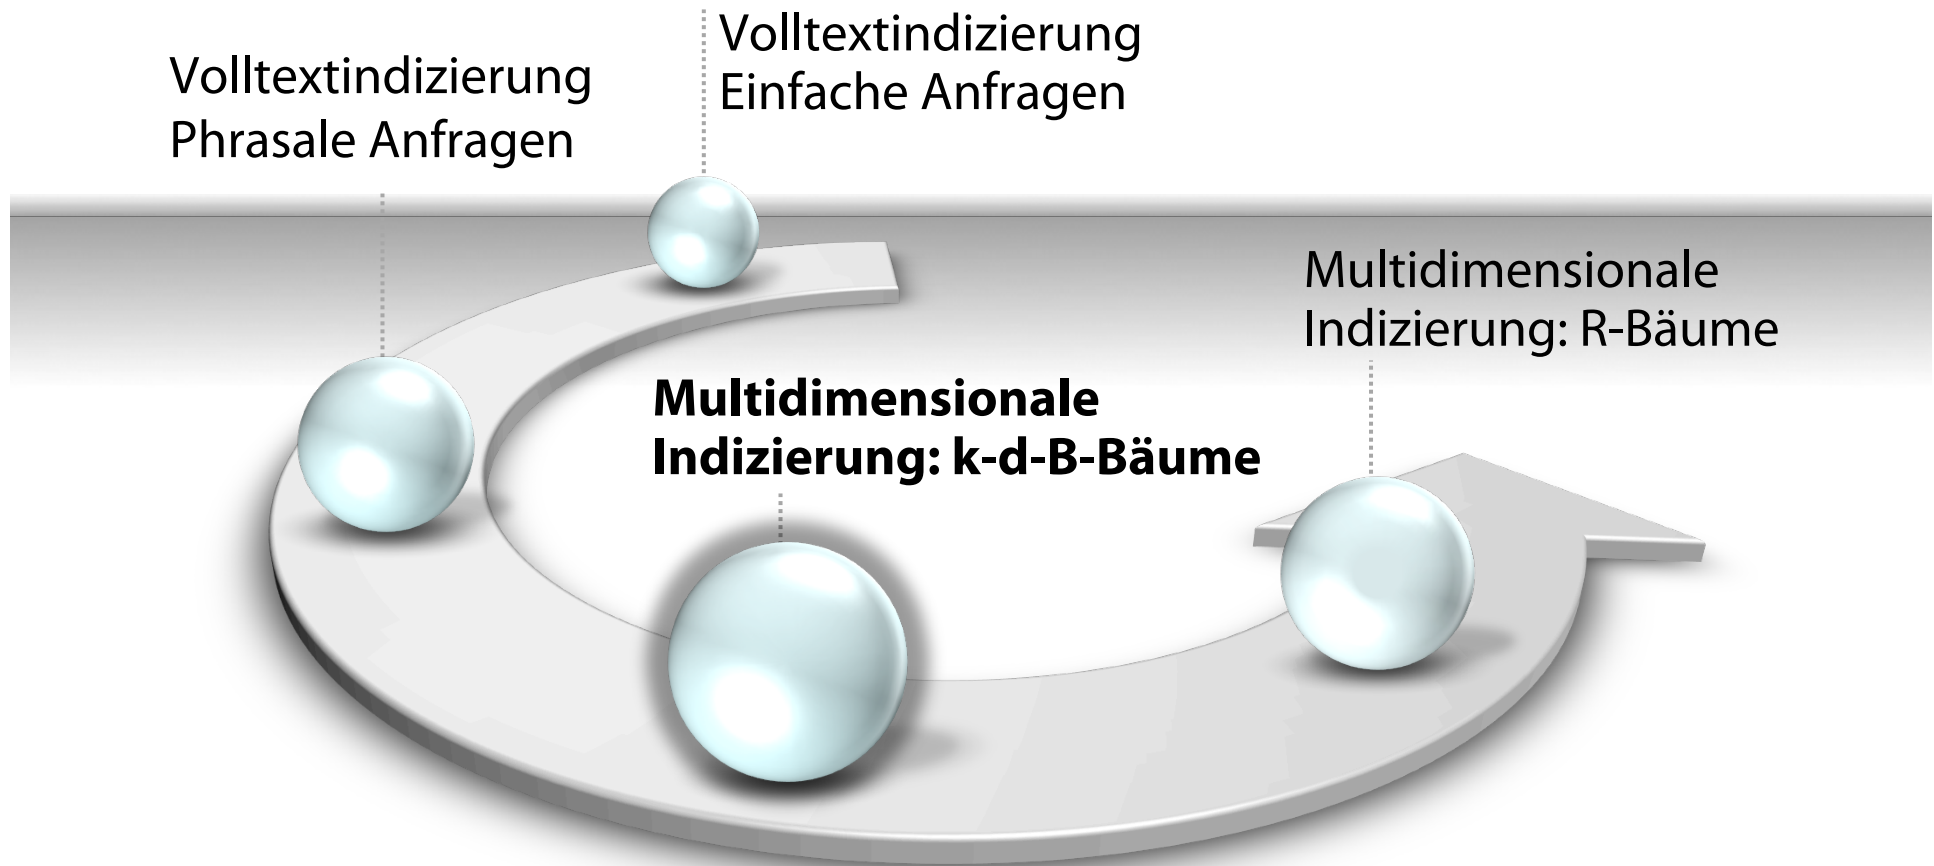 Volltextindizierung
Einfache Anfragen
Volltextindizierung
Phrasale Anfragen
Multidimensionale
Indizierung: k-d-B-Bäume
Multidimensionale
Indizierung: R-Bäume